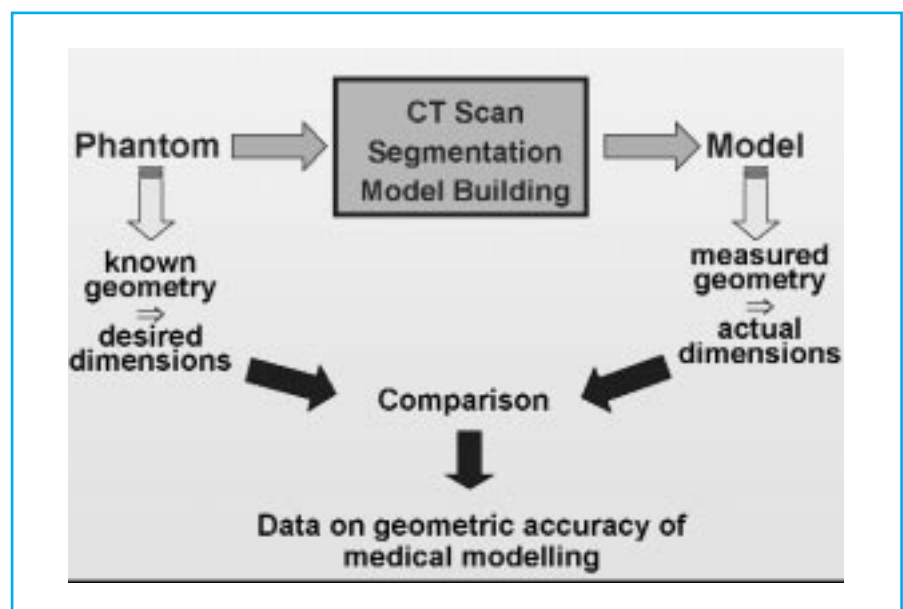 Phantom
CT Scan
Segmentation
Model Building
Model
known
geometry
⇒
desired
dimensions
measured
geometry
⇒
actual
dimensions
Comparison
Data on geometric accuracy of
medical modelling